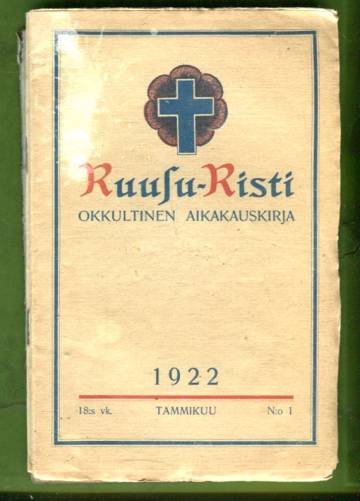 Ruuſu-Risti
OKKULTINEN AIKAKAUSKIRJA
1922
18:s vk. TAMMIKUU N:o 1